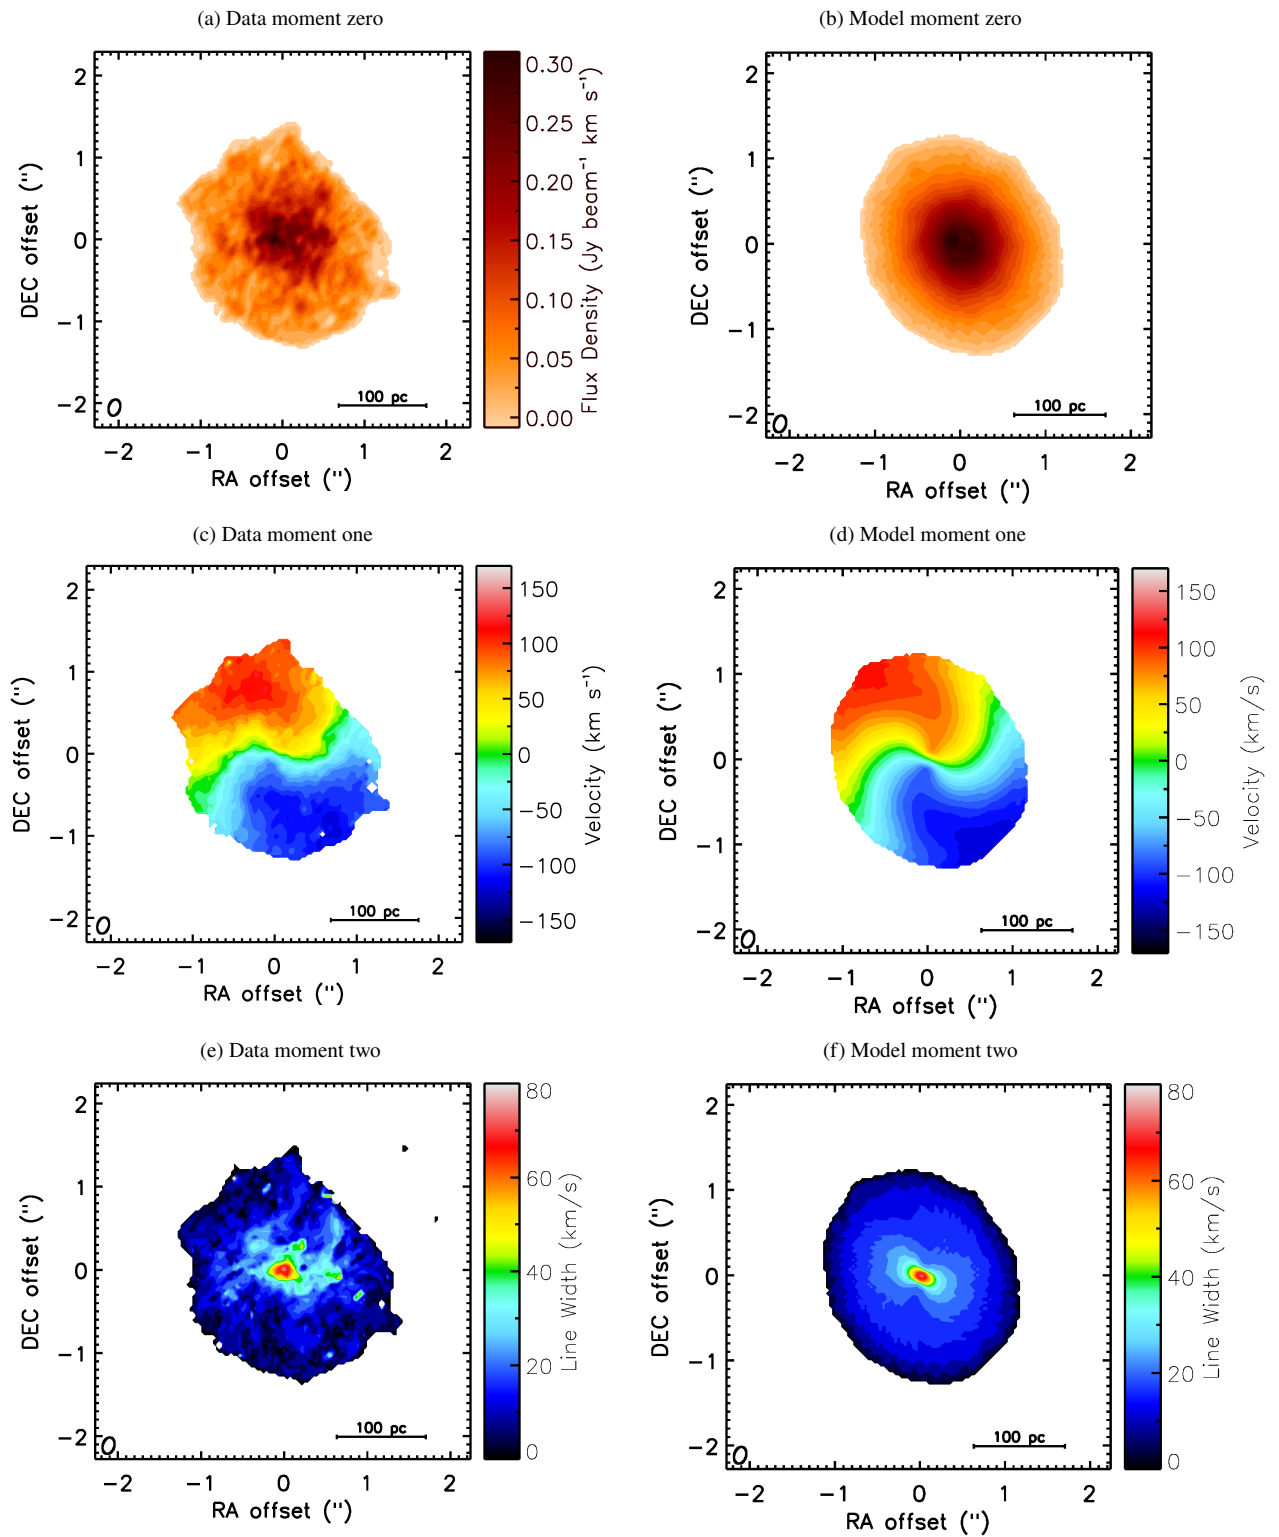 (a) Data moment zero
2
1
0
−1
−2
−2 −1 0 1 2
DEC offset (")
RA offset (")
100 pc
0.30
0.25
0.20
0.15
0.10
0.05
0.00
Flux Density (Jy beam⁻¹ km s⁻¹)
(b) Model moment zero
2
1
0
−1
−2
−2 −1 0 1 2
DEC offset (")
RA offset (")
100 pc
(c) Data moment one
2
1
0
−1
−2
−2 −1 0 1 2
DEC offset (")
RA offset (")
100 pc
150
100
50
0
−50
−100
−150
Velocity (km s⁻¹)
(d) Model moment one
2
1
0
−1
−2
−2 −1 0 1 2
DEC offset (")
RA offset (")
100 pc
150
100
50
0
−50
−100
−150
Velocity (km/s)
(e) Data moment two
2
1
0
−1
−2
−2 −1 0 1 2
DEC offset (")
RA offset (")
100 pc
80
60
40
20
0
Line Width (km/s)
(f) Model moment two
2
1
0
−1
−2
−2 −1 0 1 2
DEC offset (")
RA offset (")
100 pc
80
60
40
20
0
Line Width (km/s)